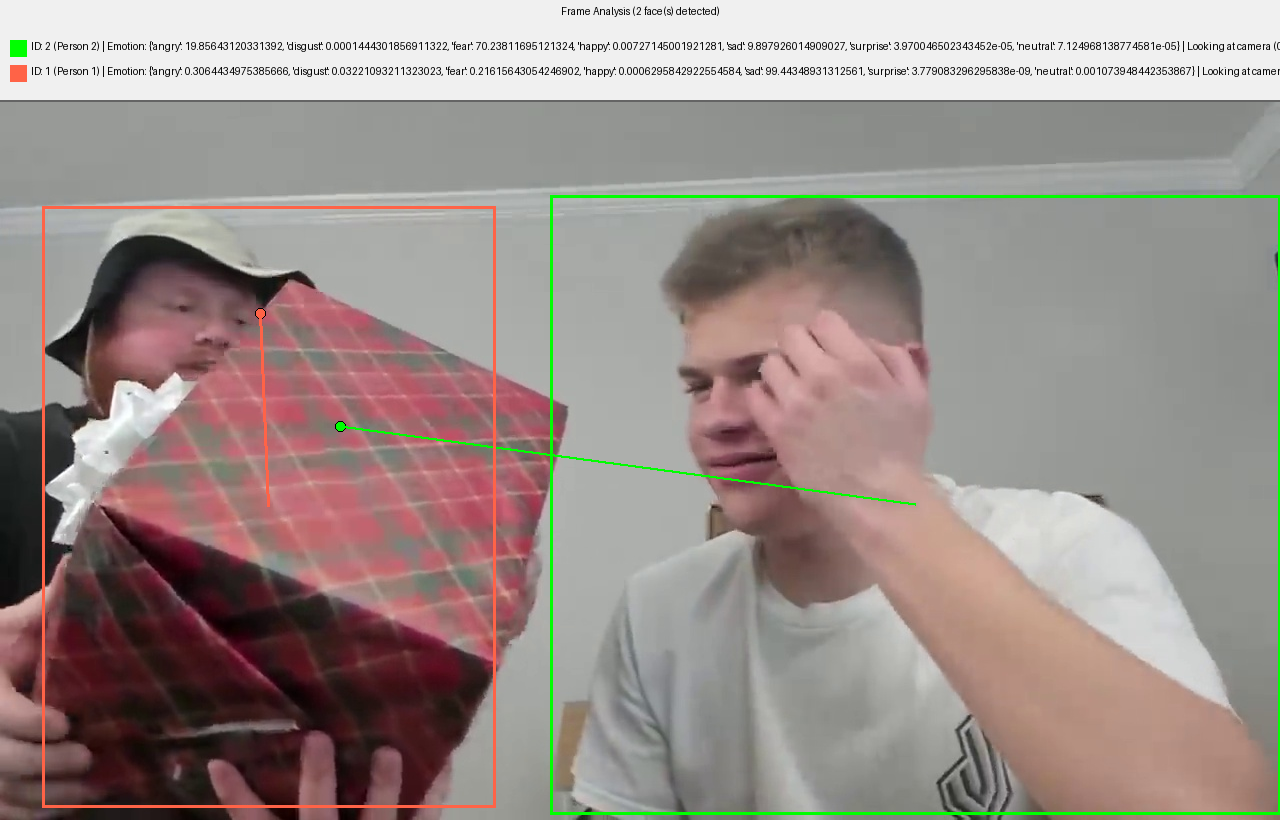 Frame Analysis (2 face(s) detected)
ID: 2 (Person 2) | Emotion: {'angry': 19.85643120331392, 'disgust': 0.0001444301856911322, 'fear': 70.23811695121324, 'happy': 0.00727145001921281, 'sad': 9.897926014909027, 'surprise': 3.970046502343452e-05, 'neutral': 7.124968138774581e-05} | Looking at camera (
ID: 1 (Person 1) | Emotion: {'angry': 0.3064434975385666, 'disgust': 0.03221093211323023, 'fear': 0.21615643054246902, 'happy': 0.0006295842922554584, 'sad': 99.44348931312561, 'surprise': 3.779083296295838e-09, 'neutral': 0.001073948442353867} | Looking at